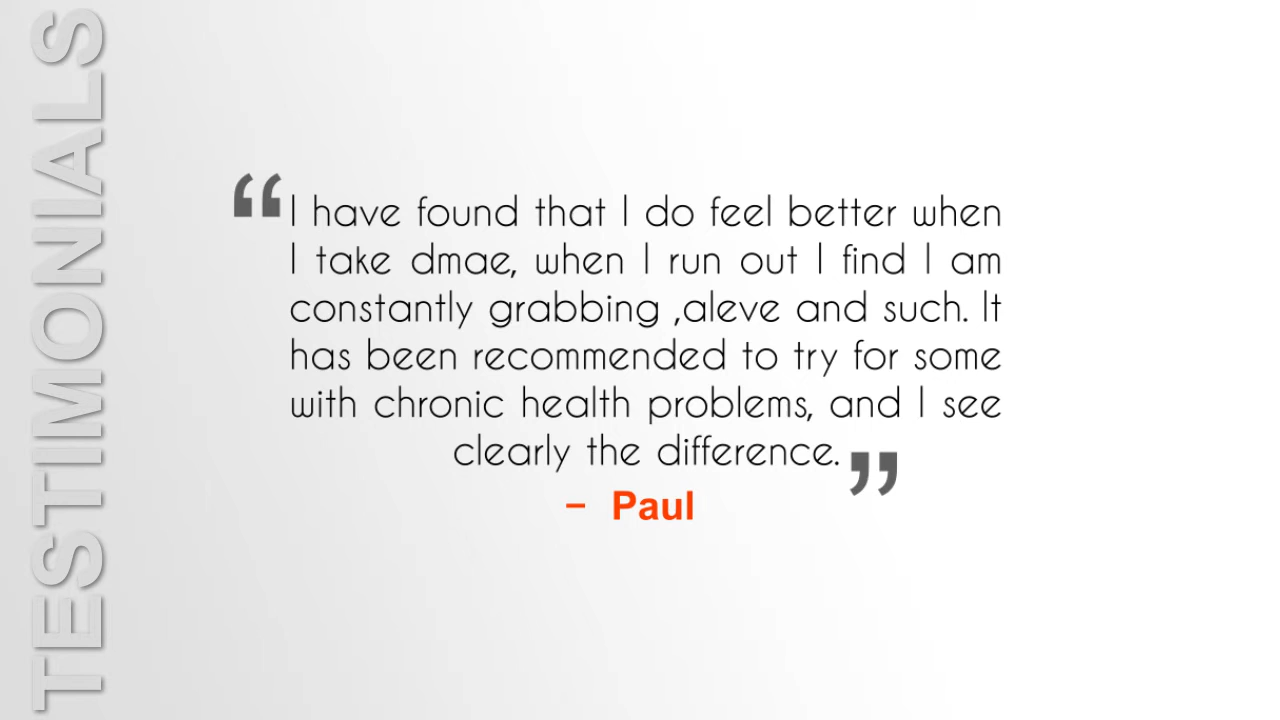 TESTIMONIALS
“I have found that I do feel better when
I take dmae, when I run out I find I am
constantly grabbing ,aleve and such. It
has been recommended to try for some
with chronic health problems, and I see
clearly the difference.”
– Paul